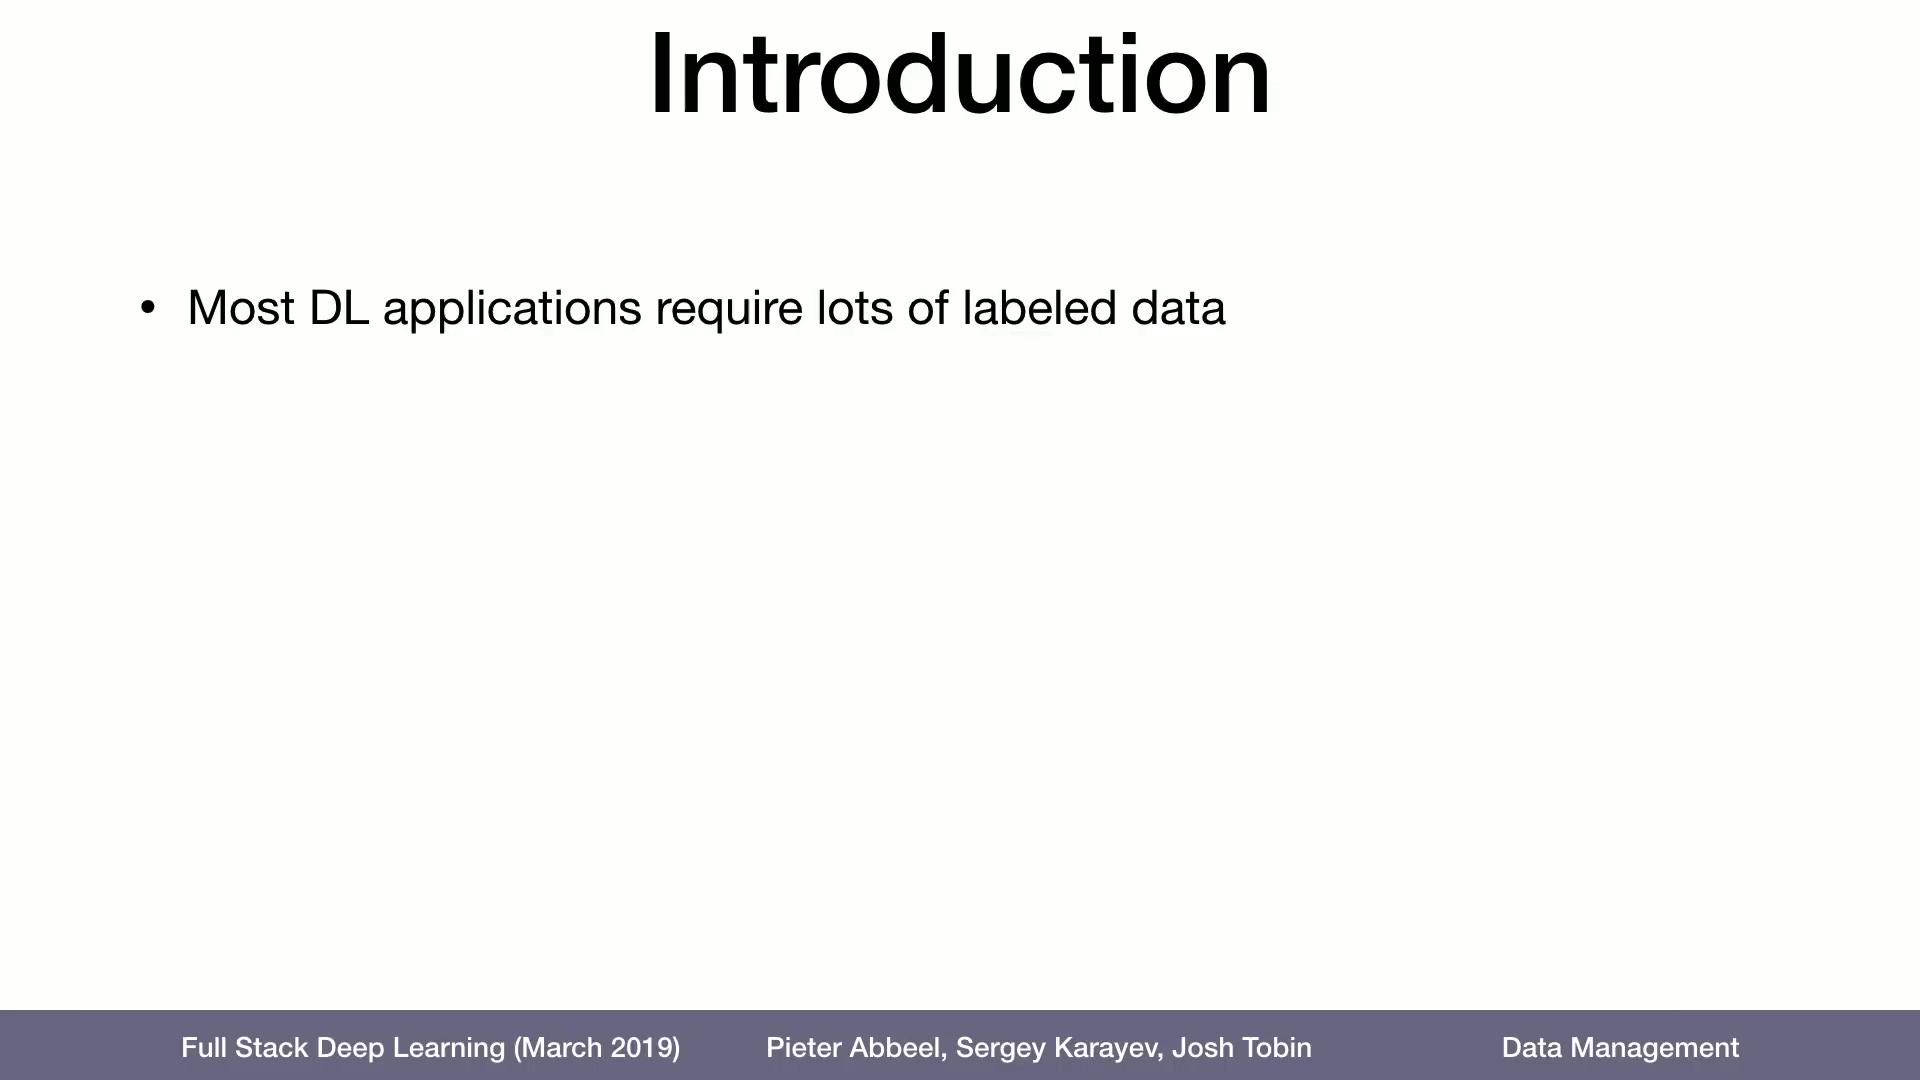 Introduction
• Most DL applications require lots of labeled data
Full Stack Deep Learning (March 2019) Pieter Abbeel, Sergey Karayev, Josh Tobin Data Management